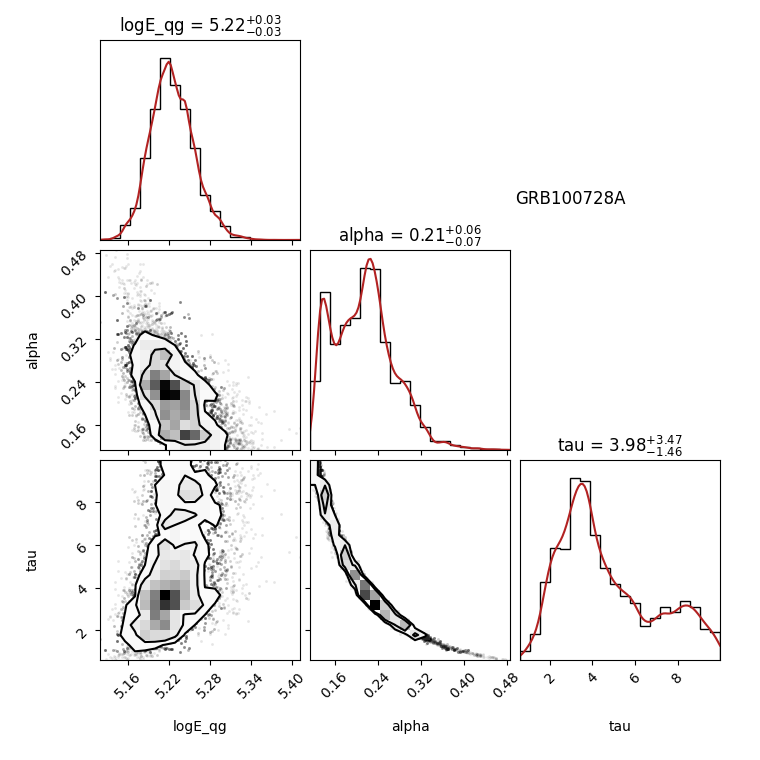 logE_qg = 5.22+0.03−0.03
GRB100728A
alpha = 0.21+0.06−0.07
0.48
0.40
0.32
0.24
0.16
alpha
tau = 3.98+3.47−1.46
8
6
4
2
tau
5.16 5.22 5.28 5.34 5.40
0.16 0.24 0.32 0.40 0.48
2 4 6 8
logE_qg alpha tau